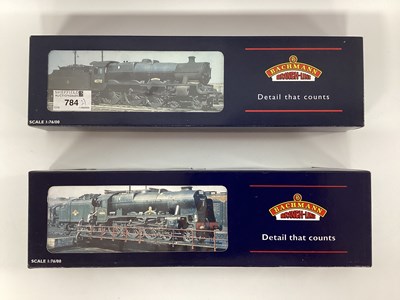 784
BACHMANN
BRANCH-LINE
Detail that counts
SCALE 1:76/00
BACHMANN
BRANCH-LINE
Detail that counts
SCALE 1:76/00